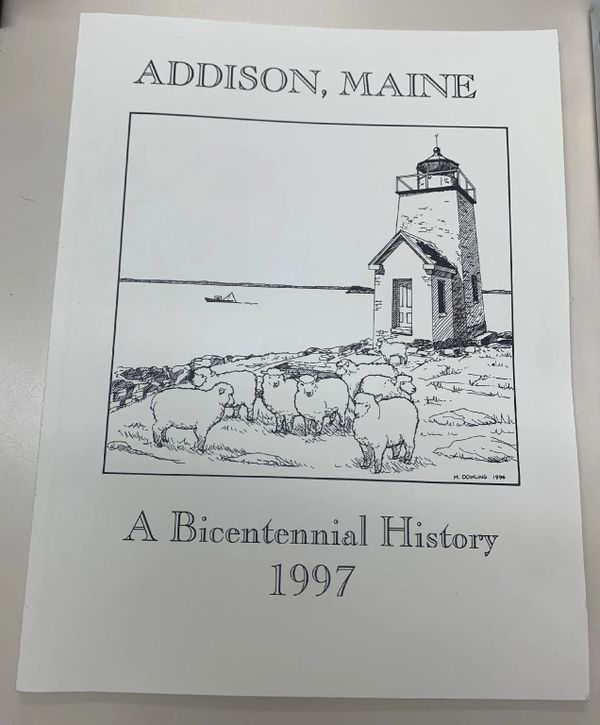 ADDISON, MAINE
M. DOWLING 1996
A Bicentennial History
1997